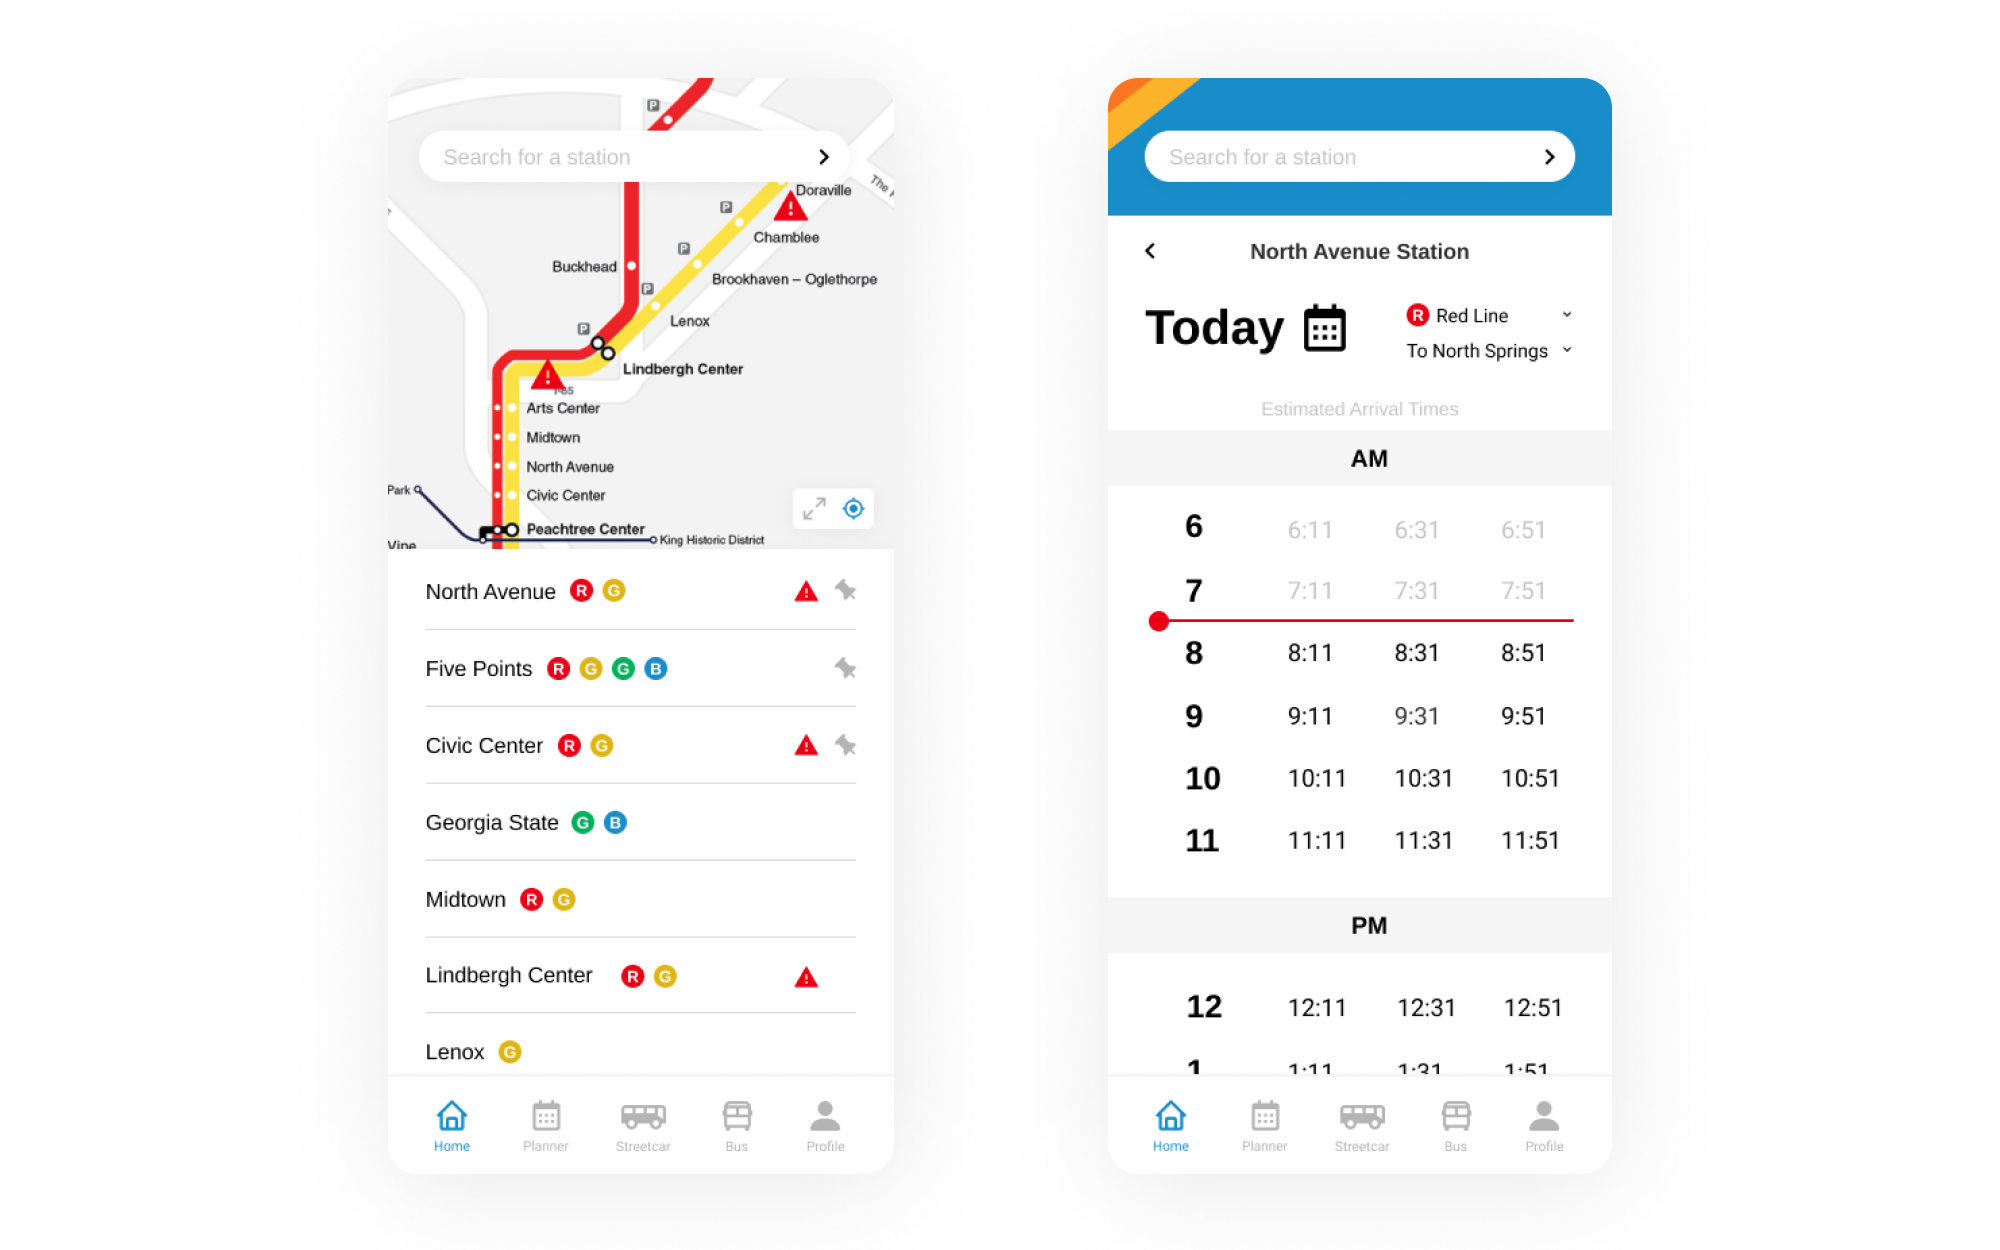 P
Search for a station
Doraville
The
P
Chamblee
P
Buckhead
Brookhaven – Oglethorpe
P
Lenox
P
Lindbergh Center
I-85
Arts Center
Midtown
North Avenue
Park
Civic Center
Peachtree Center
King Historic District
Vine
North Avenue R G
Five Points R G G B
Civic Center R G
Georgia State G B
Midtown R G
Lindbergh Center R G
Lenox G
Home Planner Streetcar Bus Profile
Search for a station
North Avenue Station
Today
R Red Line
To North Springs
Estimated Arrival Times
AM
6 6:11 6:31 6:51
7 7:11 7:31 7:51
8 8:11 8:31 8:51
9 9:11 9:31 9:51
10 10:11 10:31 10:51
11 11:11 11:31 11:51
PM
12 12:11 12:31 12:51
1 1:11 1:31 1:51
Home Planner Streetcar Bus Profile